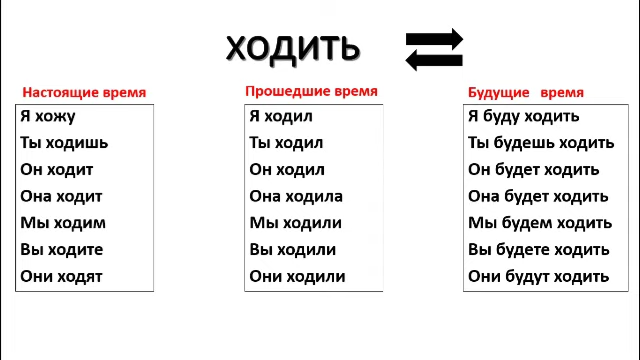 ходить
Настоящие время
Я хожу
Ты ходишь
Он ходит
Она ходит
Мы ходим
Вы ходите
Они ходят
Прошедшие время
Я ходил
Ты ходил
Он ходил
Она ходила
Мы ходили
Вы ходили
Они ходили
Будущие время
Я буду ходить
Ты будешь ходить
Он будет ходить
Она будет ходить
Мы будем ходить
Вы будете ходить
Они будут ходить